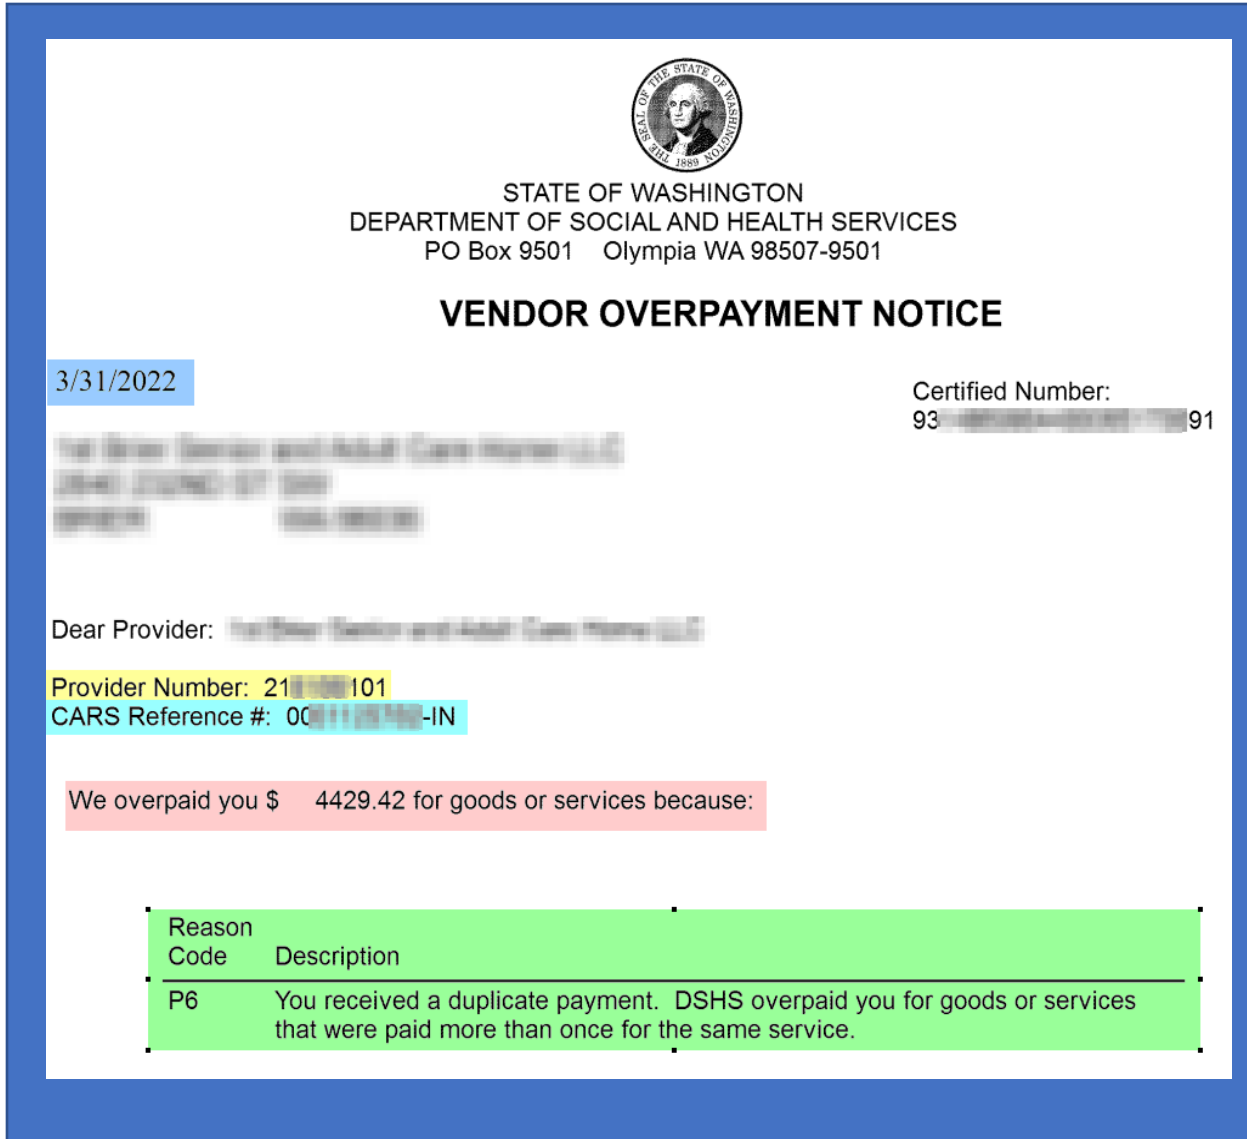 THE SEAL OF THE STATE OF WASHINGTON
1889
STATE OF WASHINGTON
DEPARTMENT OF SOCIAL AND HEALTH SERVICES
PO Box 9501 Olympia WA 98507-9501
VENDOR OVERPAYMENT NOTICE
3/31/2022
Certified Number:
93 91
Dear Provider:
Provider Number: 21 101
CARS Reference #: 00 -IN
We overpaid you $ 4429.42 for goods or services because:
Reason
Code Description
P6 You received a duplicate payment. DSHS overpaid you for goods or services
that were paid more than once for the same service.